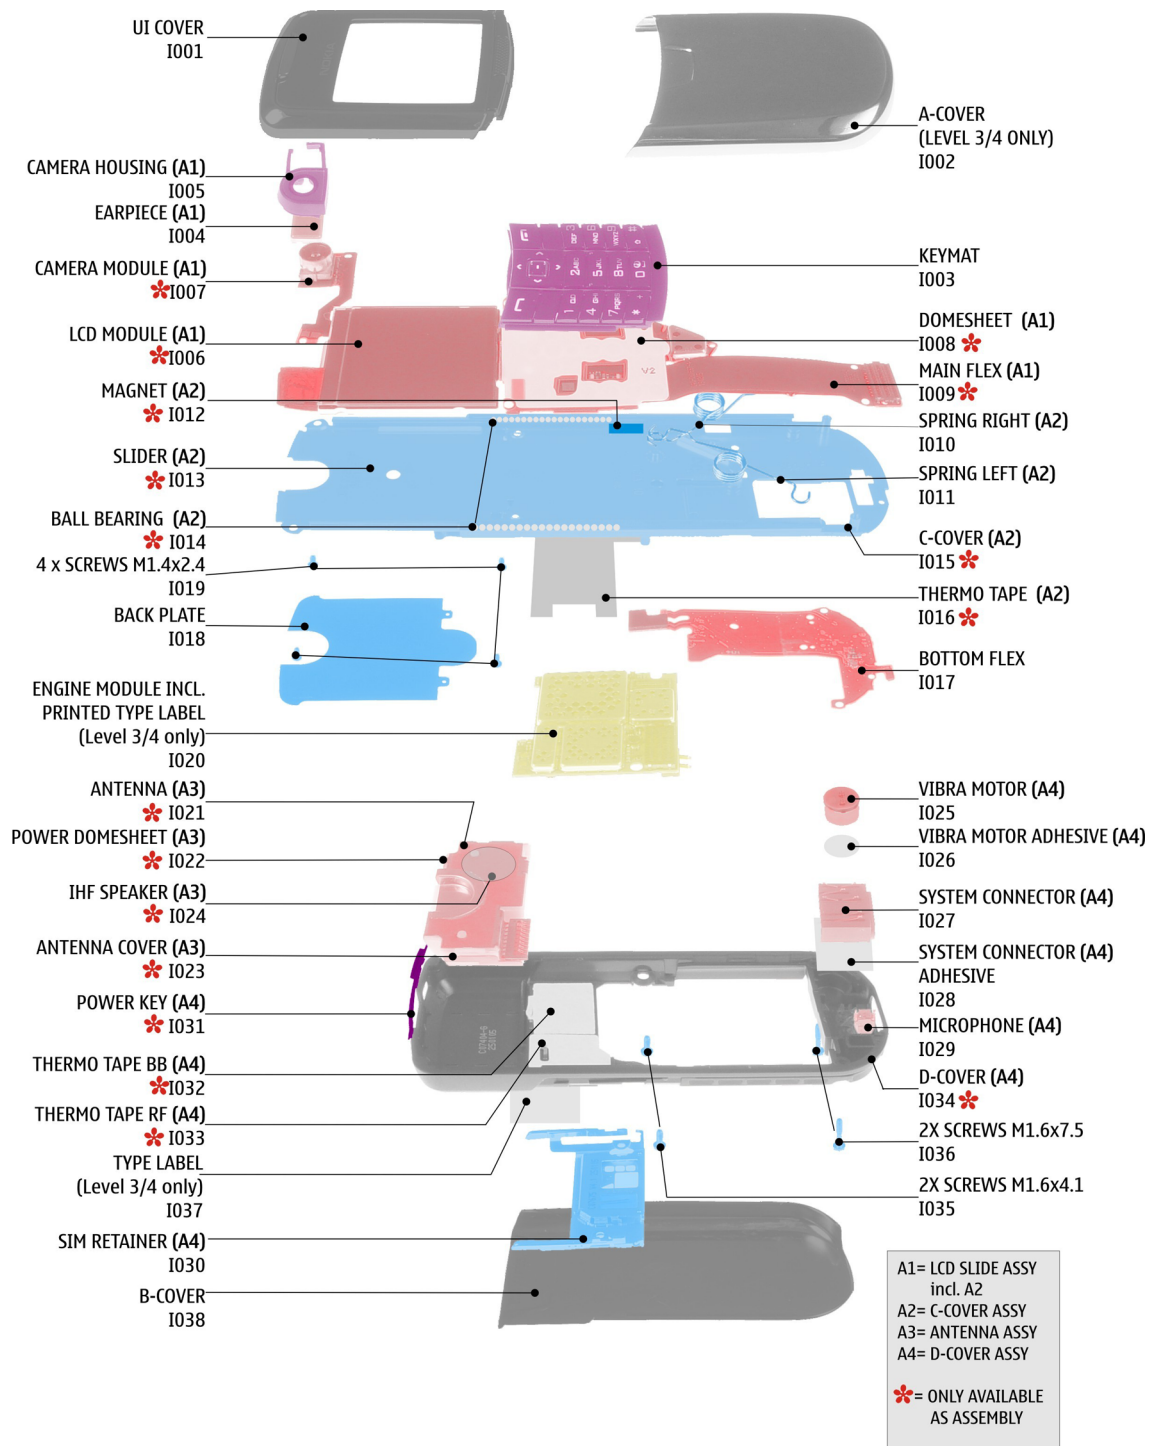 UI COVER
I001
A-COVER
(LEVEL 3/4 ONLY)
I002
CAMERA HOUSING (A1)
I005
EARPIECE (A1)
I004
CAMERA MODULE (A1)
I007
LCD MODULE (A1)
I006
MAGNET (A2)
I012
SLIDER (A2)
I013
BALL BEARING (A2)
I014
4 x SCREWS M1.4x2.4
I019
BACK PLATE
I018
ENGINE MODULE INCL.
PRINTED TYPE LABEL
(Level 3/4 only)
I020
ANTENNA (A3)
I021
POWER DOMESHEET (A3)
I022
IHF SPEAKER (A3)
I024
ANTENNA COVER (A3)
I023
POWER KEY (A4)
I031
THERMO TAPE BB (A4)
I032
THERMO TAPE RF (A4)
I033
TYPE LABEL
(Level 3/4 only)
I037
SIM RETAINER (A4)
I030
B-COVER
I038
KEYMAT
I003
DOMESHEET (A1)
I008
MAIN FLEX (A1)
I009
SPRING RIGHT (A2)
I010
SPRING LEFT (A2)
I011
C-COVER (A2)
I015
THERMO TAPE (A2)
I016
BOTTOM FLEX
I017
VIBRA MOTOR (A4)
I025
VIBRA MOTOR ADHESIVE (A4)
I026
SYSTEM CONNECTOR (A4)
I027
SYSTEM CONNECTOR (A4)
ADHESIVE
I028
MICROPHONE (A4)
I029
D-COVER (A4)
I034
2X SCREWS M1.6x7.5
I036
2X SCREWS M1.6x4.1
I035
V2
A1= LCD SLIDE ASSY
incl. A2
A2= C-COVER ASSY
A3= ANTENNA ASSY
A4= D-COVER ASSY
= ONLY AVAILABLE
AS ASSEMBLY